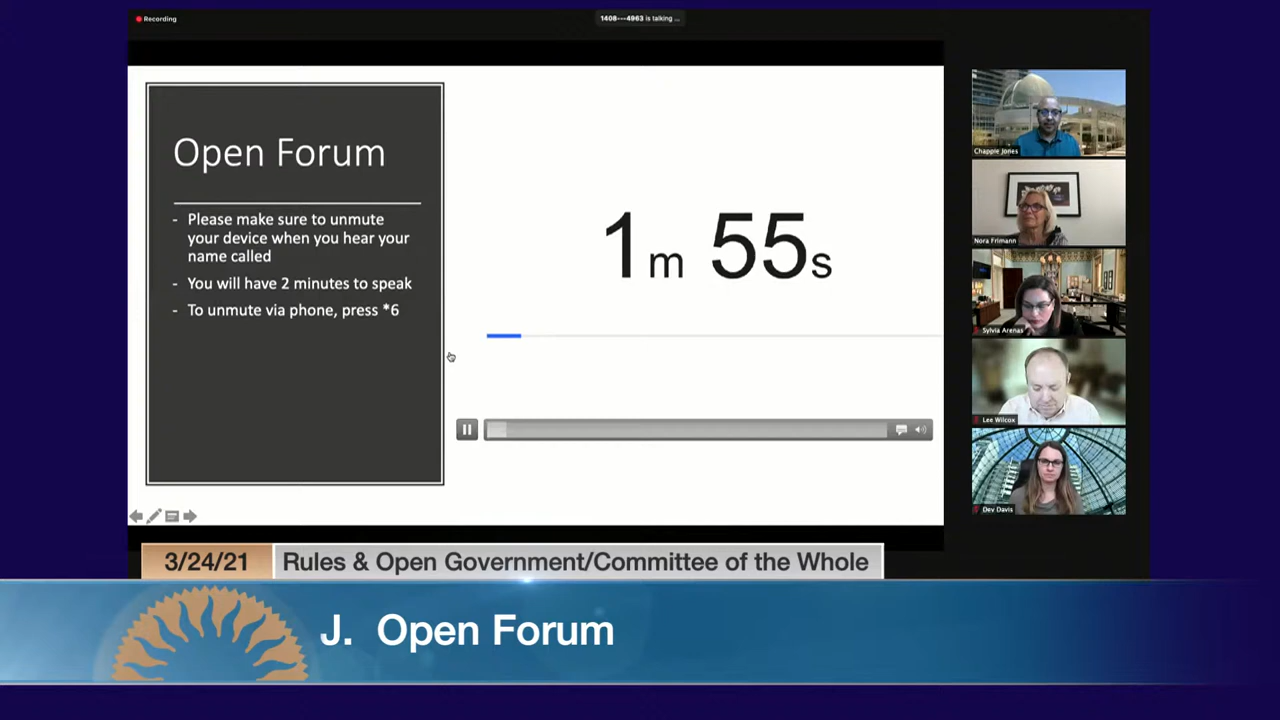 Recording
1408---4963 is talking ...
Open Forum
- Please make sure to unmute
your device when you hear your
name called
- You will have 2 minutes to speak
- To unmute via phone, press *6
1m 55s
Chappie Jones
Nora Frimann
Sylvia Arenas
Lee Wilcox
Dev Davis
3/24/21
Rules & Open Government/Committee of the Whole
J. Open Forum